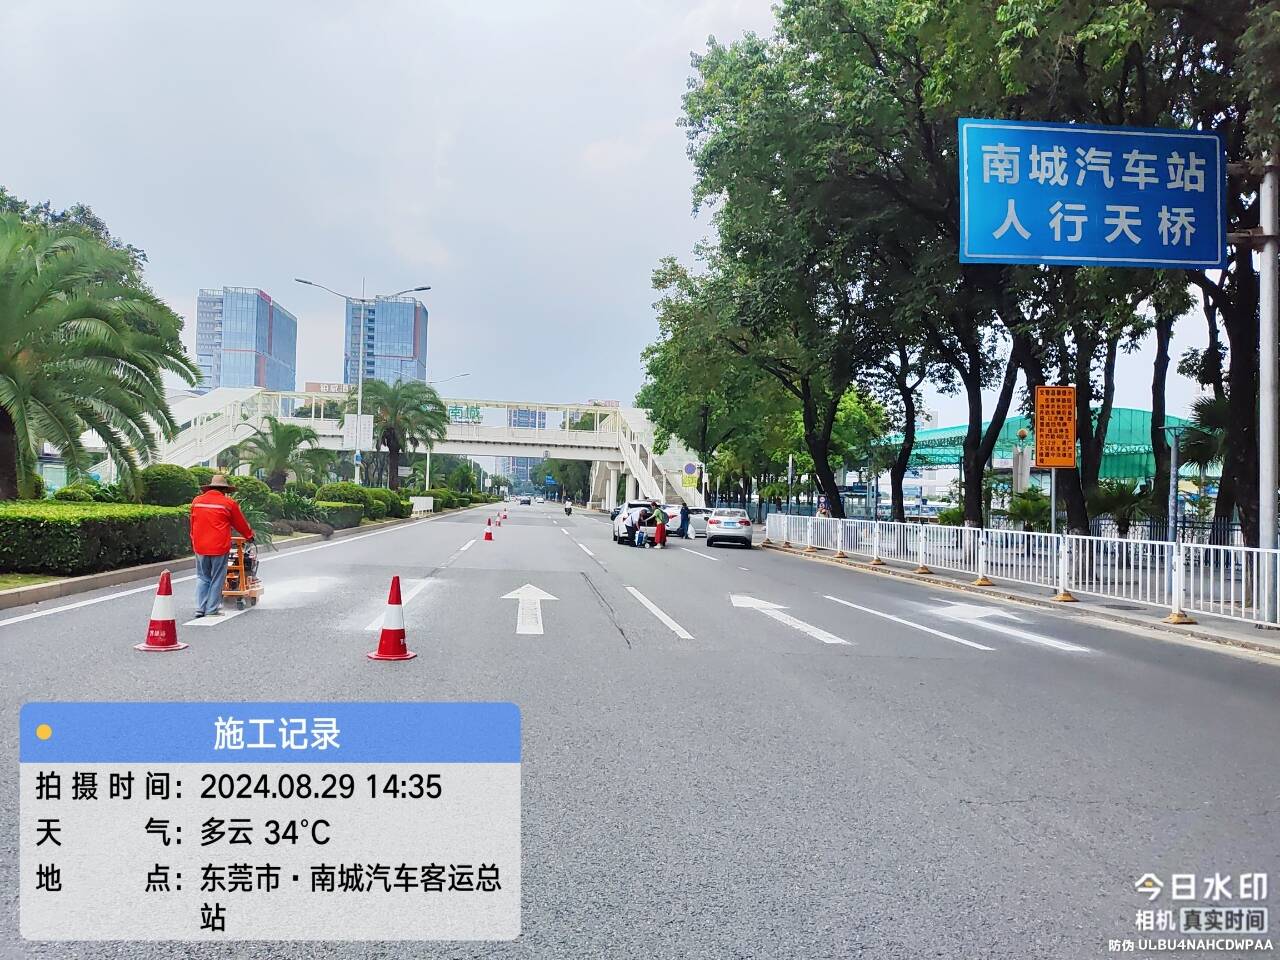 南城汽车站
人行天桥
南城
施工记录
拍摄时间：2024.08.29 14:35
天气：多云 34°C
地点：东莞市·南城汽车客运总
站
今日水印
相机 真实时间
防伪 ULBU4NAHCDWPAA